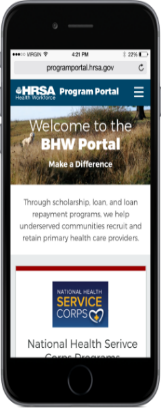 VIRGIN 4:21 PM 22%
programportal.hrsa.gov
HRSA Program Portal
Health Workforce
Welcome to the
BHW Portal
Make a Difference
Through scholarship, loan, and loan
repayment programs, we help
underserved communities recruit and
retain primary health care providers.
NATIONAL HEALTH
SERVICE
CORPS
National Health Serivce
Corps Programs